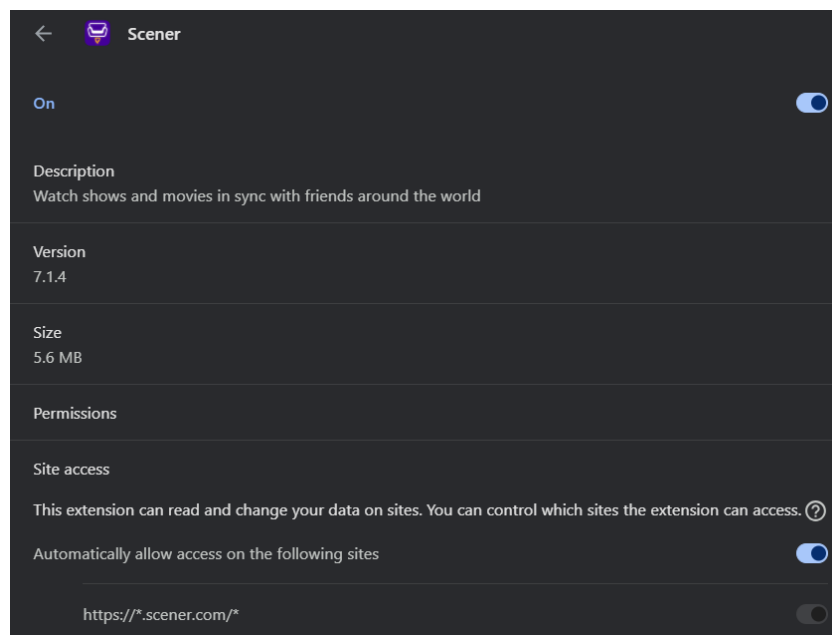 Scener
On
Description
Watch shows and movies in sync with friends around the world
Version
7.1.4
Size
5.6 MB
Permissions
Site access
This extension can read and change your data on sites. You can control which sites the extension can access. ?
Automatically allow access on the following sites
https://*.scener.com/*